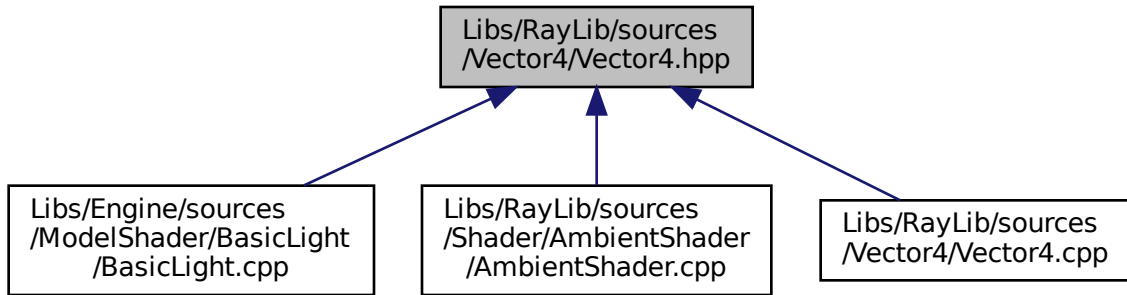 Libs/RayLib/sources
/Vector4/Vector4.hpp
Libs/Engine/sources
/ModelShader/BasicLight
/BasicLight.cpp
Libs/RayLib/sources
/Shader/AmbientShader
/AmbientShader.cpp
Libs/RayLib/sources
/Vector4/Vector4.cpp